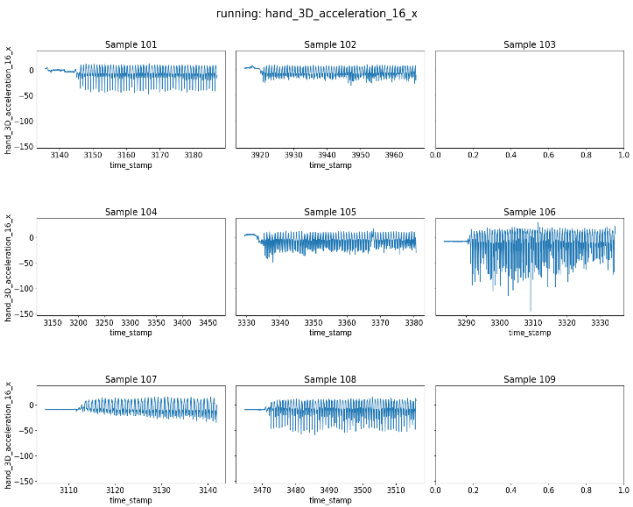 running: hand_3D_acceleration_16_x
Sample 101 Sample 102 Sample 103
hand_3D_acceleration_16_x
0
−50
−100
−150
3140 3150 3160 3170 3180 3920 3930 3940 3950 3960 0.0 0.2 0.4 0.6 0.8 1.0
time_stamp time_stamp time_stamp
Sample 104 Sample 105 Sample 106
hand_3D_acceleration_16_x
0
−50
−100
−150
3150 3200 3250 3300 3350 3400 3450 3330 3340 3350 3360 3370 3380 3290 3300 3310 3320 3330
time_stamp time_stamp time_stamp
Sample 107 Sample 108 Sample 109
hand_3D_acceleration_16_x
0
−50
−100
−150
3110 3120 3130 3140 3470 3480 3490 3500 3510 0.0 0.2 0.4 0.6 0.8 1.0
time_stamp time_stamp time_stamp